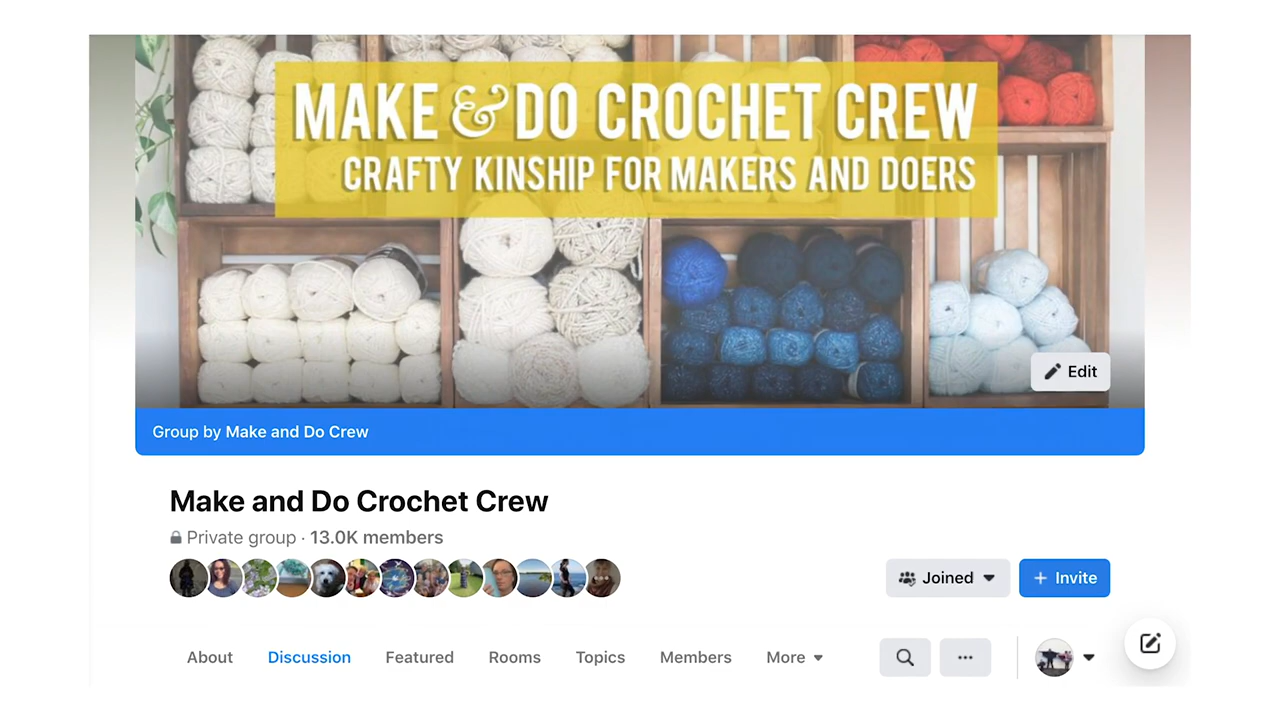 MAKE & DO CROCHET CREW
CRAFTY KINSHIP FOR MAKERS AND DOERS
Edit
Group by Make and Do Crew
Make and Do Crochet Crew
Private group · 13.0K members
Joined
+ Invite
About Discussion Featured Rooms Topics Members More